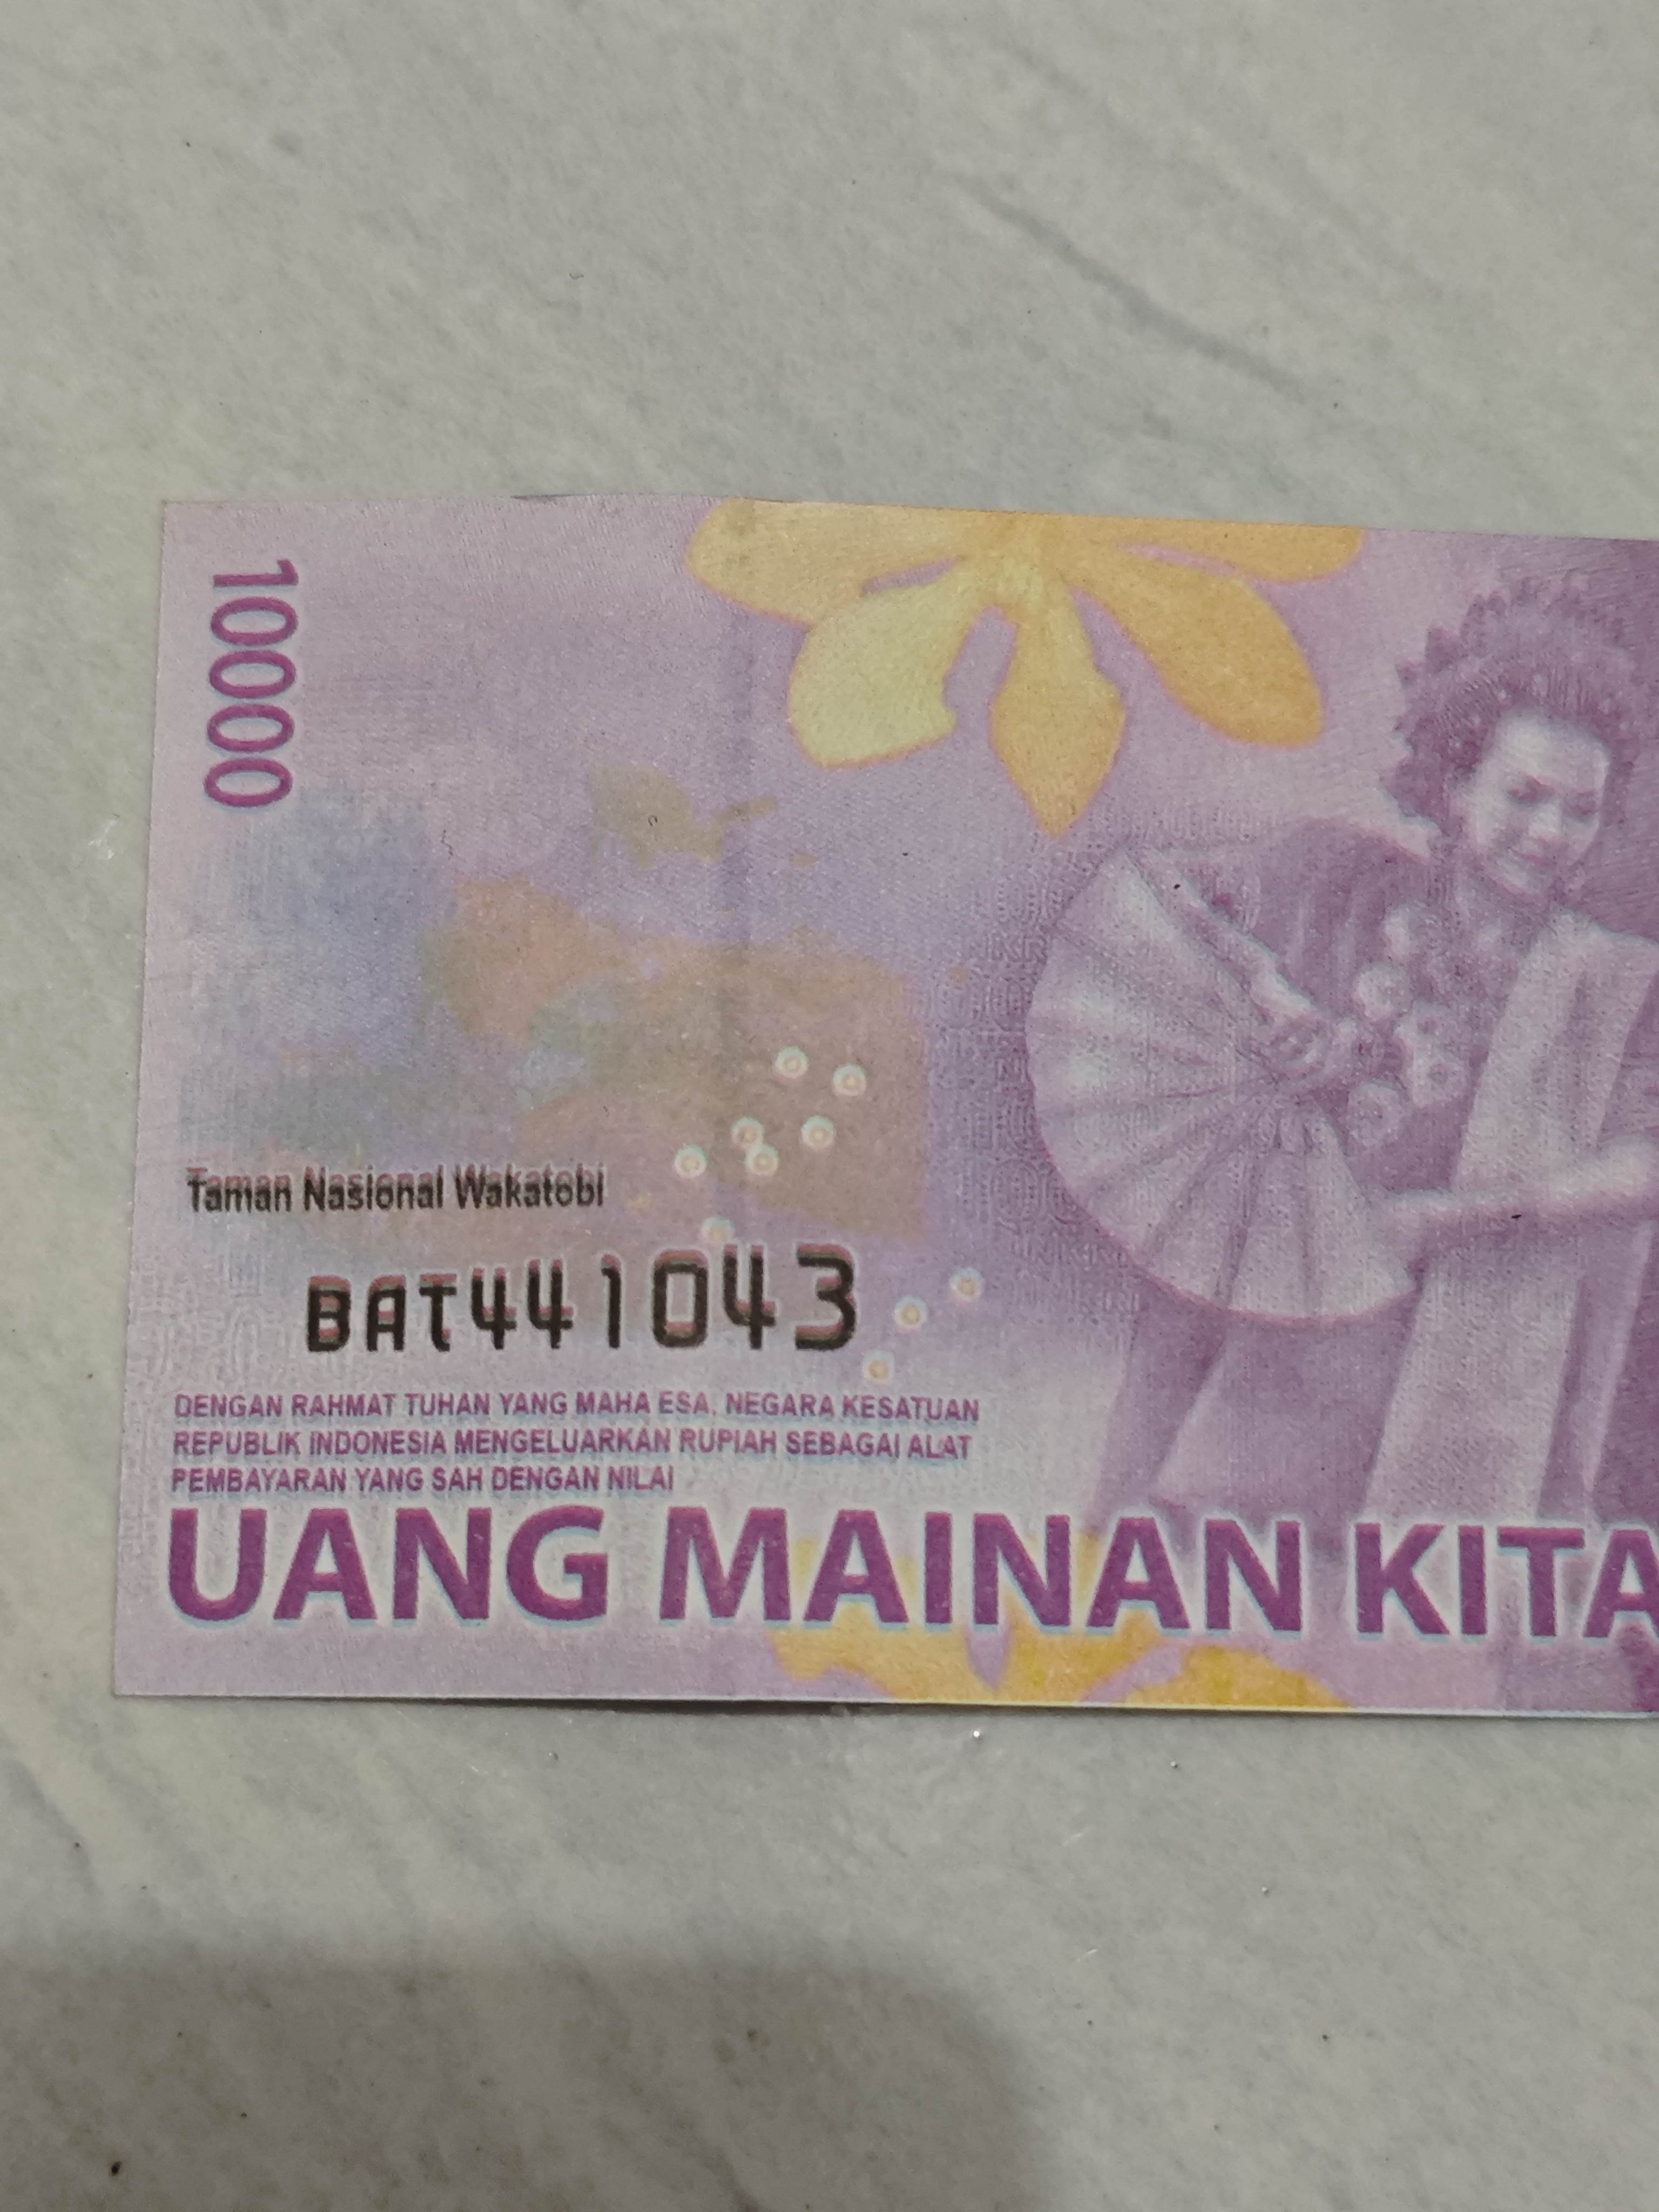 10000
Taman Nasional Wakatobi
BAT441043
DENGAN RAHMAT TUHAN YANG MAHA ESA, NEGARA KESATUAN
REPUBLIK INDONESIA MENGELUARKAN RUPIAH SEBAGAI ALAT
PEMBAYARAN YANG SAH DENGAN NILAI
UANG MAINAN KITA